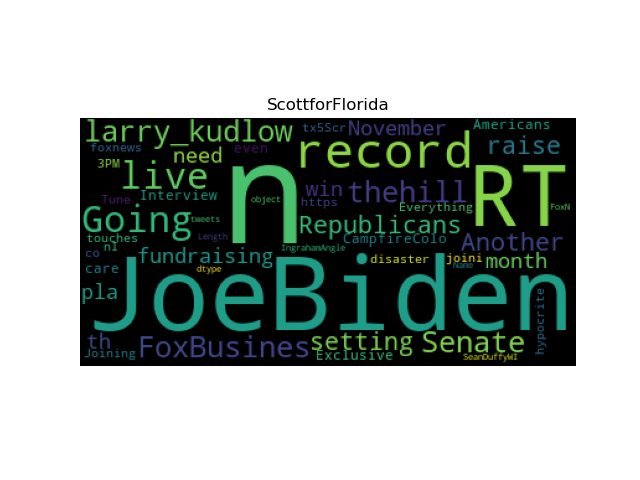 ScottforFlorida
larry_kudlow
tx5Scr
November
Americans
foxnews
need
even
record
raise
3PM
live
n
Interview
win
thehill
RT
Tune
https
object
Everything
FoxN
Going
tweets
Republicans
touches
Length
CampfireColo
Another
nl
IngrahamAngle
co
fundraising
disaster
joini
month
care
dtype
Name
pla
JoeBiden
hypocrite
th
FoxBusines
setting
Senate
Joining
Exclusive
SeanDuffyWI